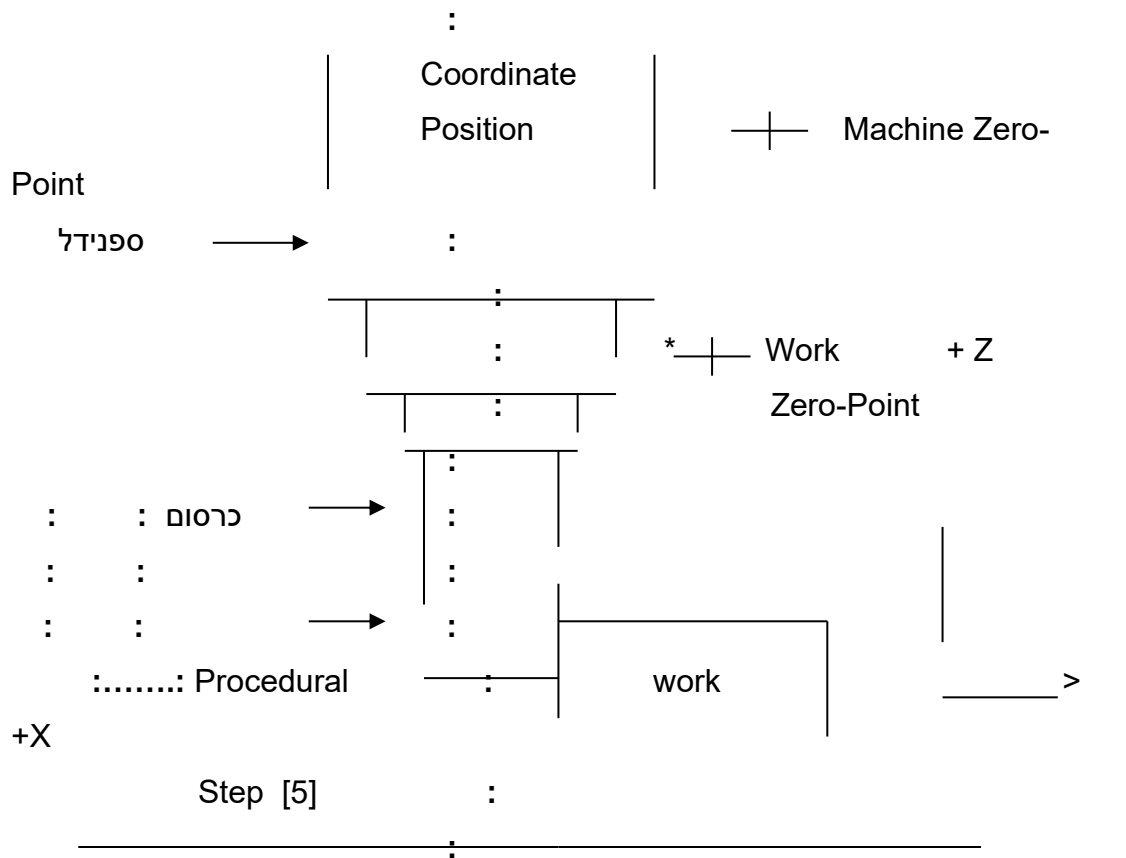 :
Coordinate
Position Machine Zero-
Point
ספנידל :
:
: * Work + Z
: Zero-Point
:
: : כרסום :
: : :
: : :
:.......: Procedural : work >
+X
Step [5] :
: